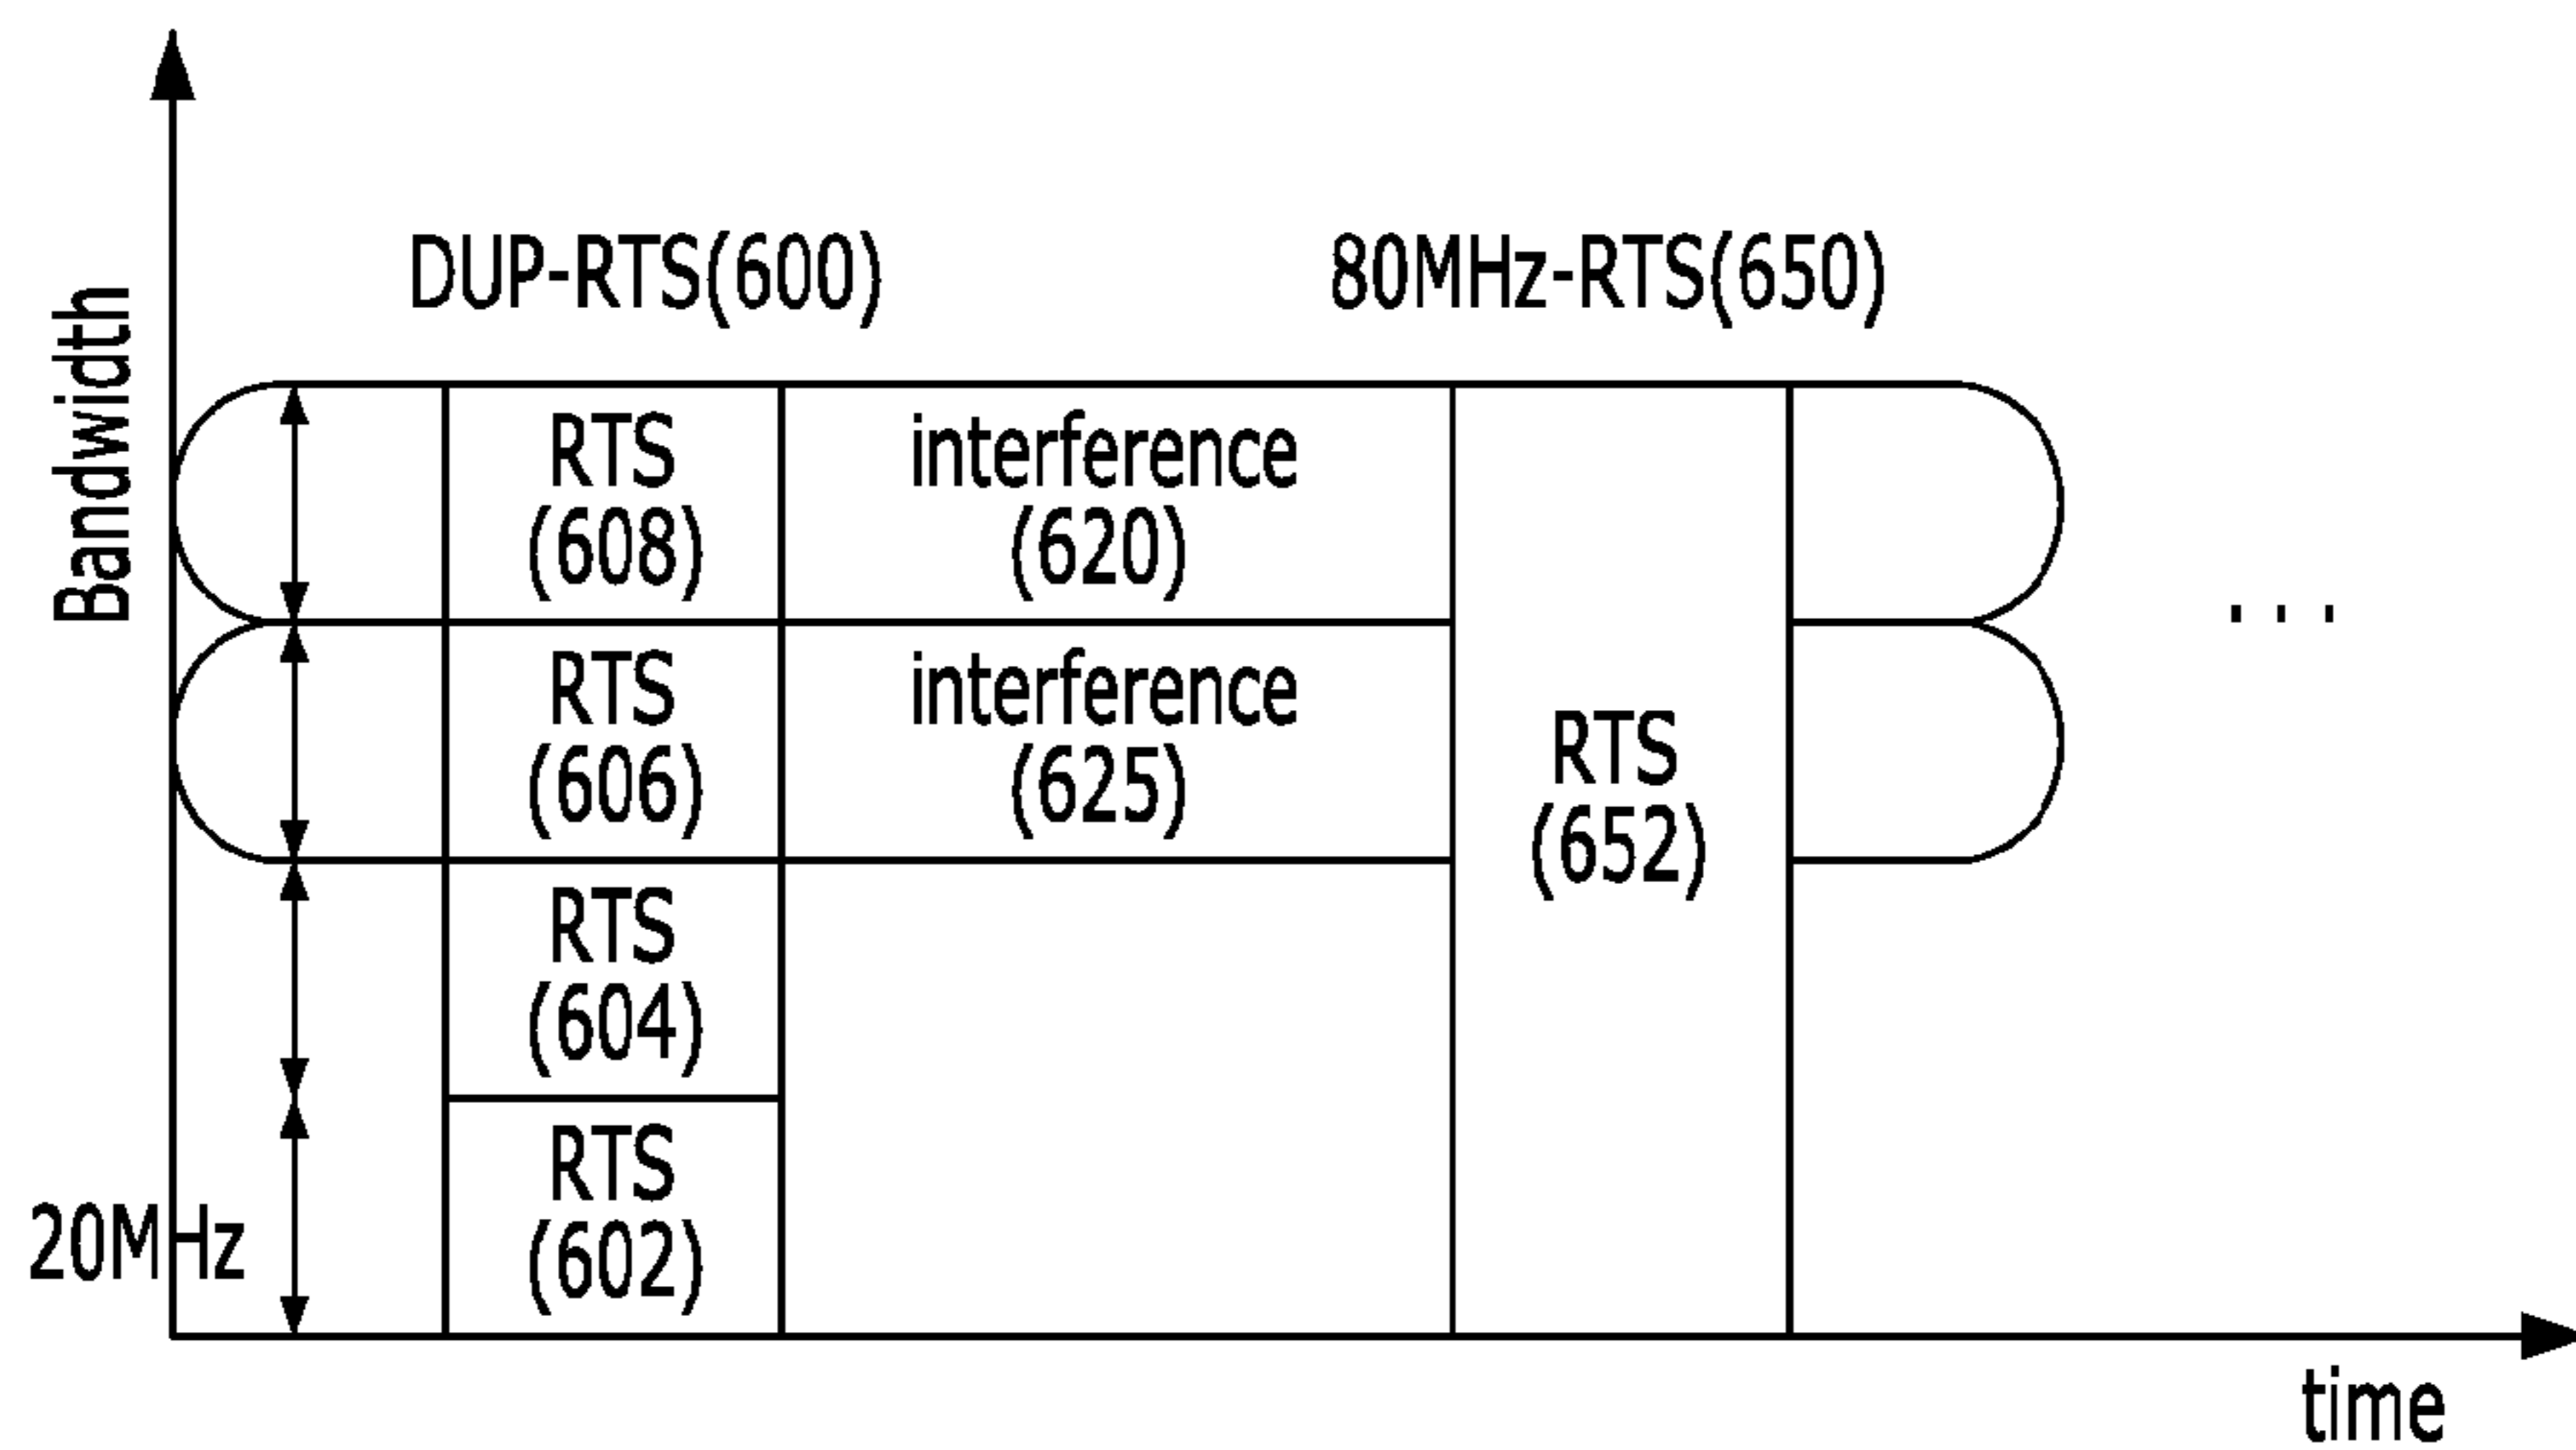 Bandwidth
DUP-RTS(600)
80MHz-RTS(650)
RTS
(608)
interference
(620)
RTS
(606)
interference
(625)
RTS
(652)
. . .
RTS
(604)
RTS
(602)
20MHz
time